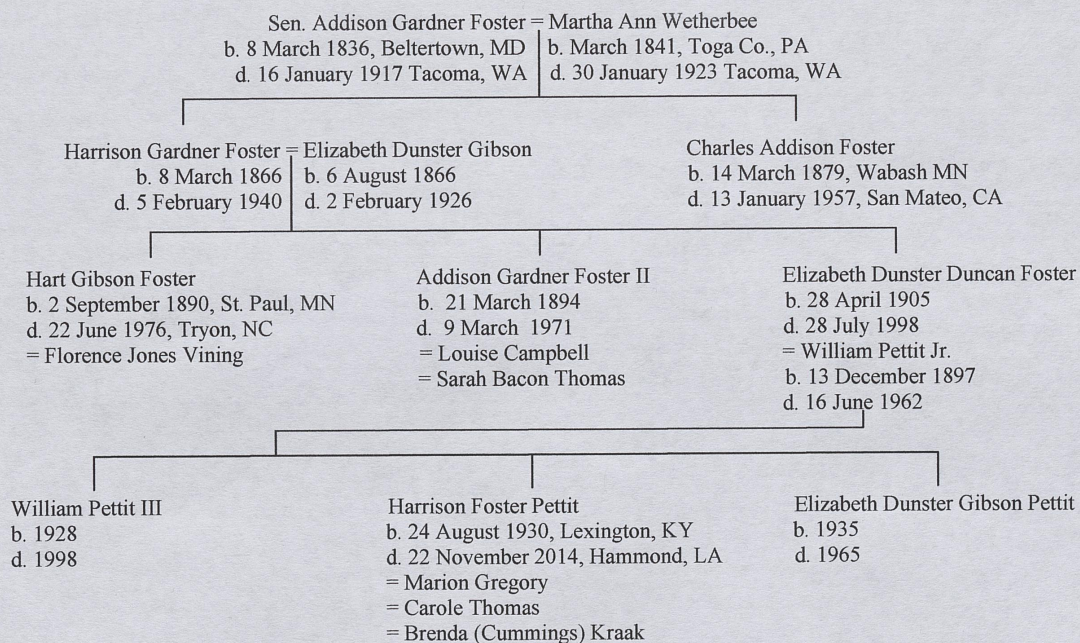 Sen. Addison Gardner Foster = Martha Ann Wetherbee
b. 8 March 1836, Beltertown, MD
b. March 1841, Toga Co., PA
d. 16 January 1917 Tacoma, WA
d. 30 January 1923 Tacoma, WA
Harrison Gardner Foster = Elizabeth Dunster Gibson
b. 8 March 1866
b. 6 August 1866
d. 5 February 1940
d. 2 February 1926
Charles Addison Foster
b. 14 March 1879, Wabash MN
d. 13 January 1957, San Mateo, CA
Hart Gibson Foster
b. 2 September 1890, St. Paul, MN
d. 22 June 1976, Tryon, NC
= Florence Jones Vining
Addison Gardner Foster II
b. 21 March 1894
d. 9 March 1971
= Louise Campbell
= Sarah Bacon Thomas
Elizabeth Dunster Duncan Foster
b. 28 April 1905
d. 28 July 1998
= William Pettit Jr.
b. 13 December 1897
d. 16 June 1962
William Pettit III
b. 1928
d. 1998
Harrison Foster Pettit
b. 24 August 1930, Lexington, KY
d. 22 November 2014, Hammond, LA
= Marion Gregory
= Carole Thomas
= Brenda (Cummings) Kraak
Elizabeth Dunster Gibson Pettit
b. 1935
d. 1965